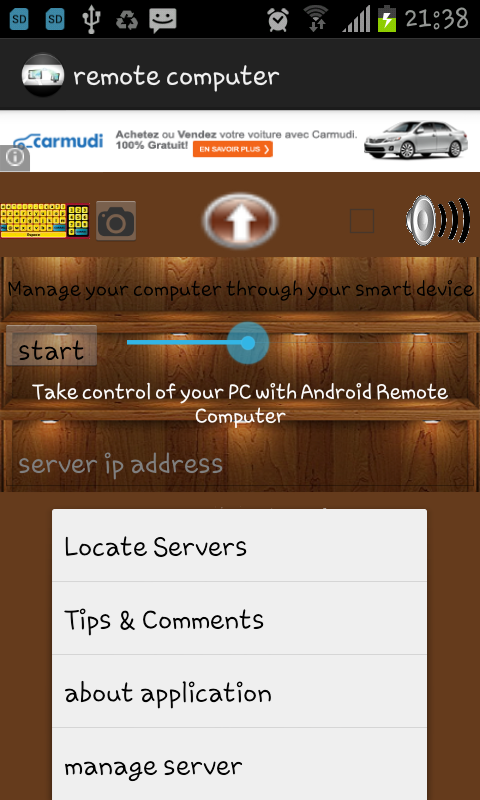 SD SD 21:38
remote computer
carmudi Achetez ou Vendez votre voiture avec Carmudi.
100% Gratuit! EN SAVOIR PLUS
Manage your computer through your smart device
start
Take control of your PC with Android Remote
Computer
server ip address
Locate Servers
Tips & Comments
about application
manage server